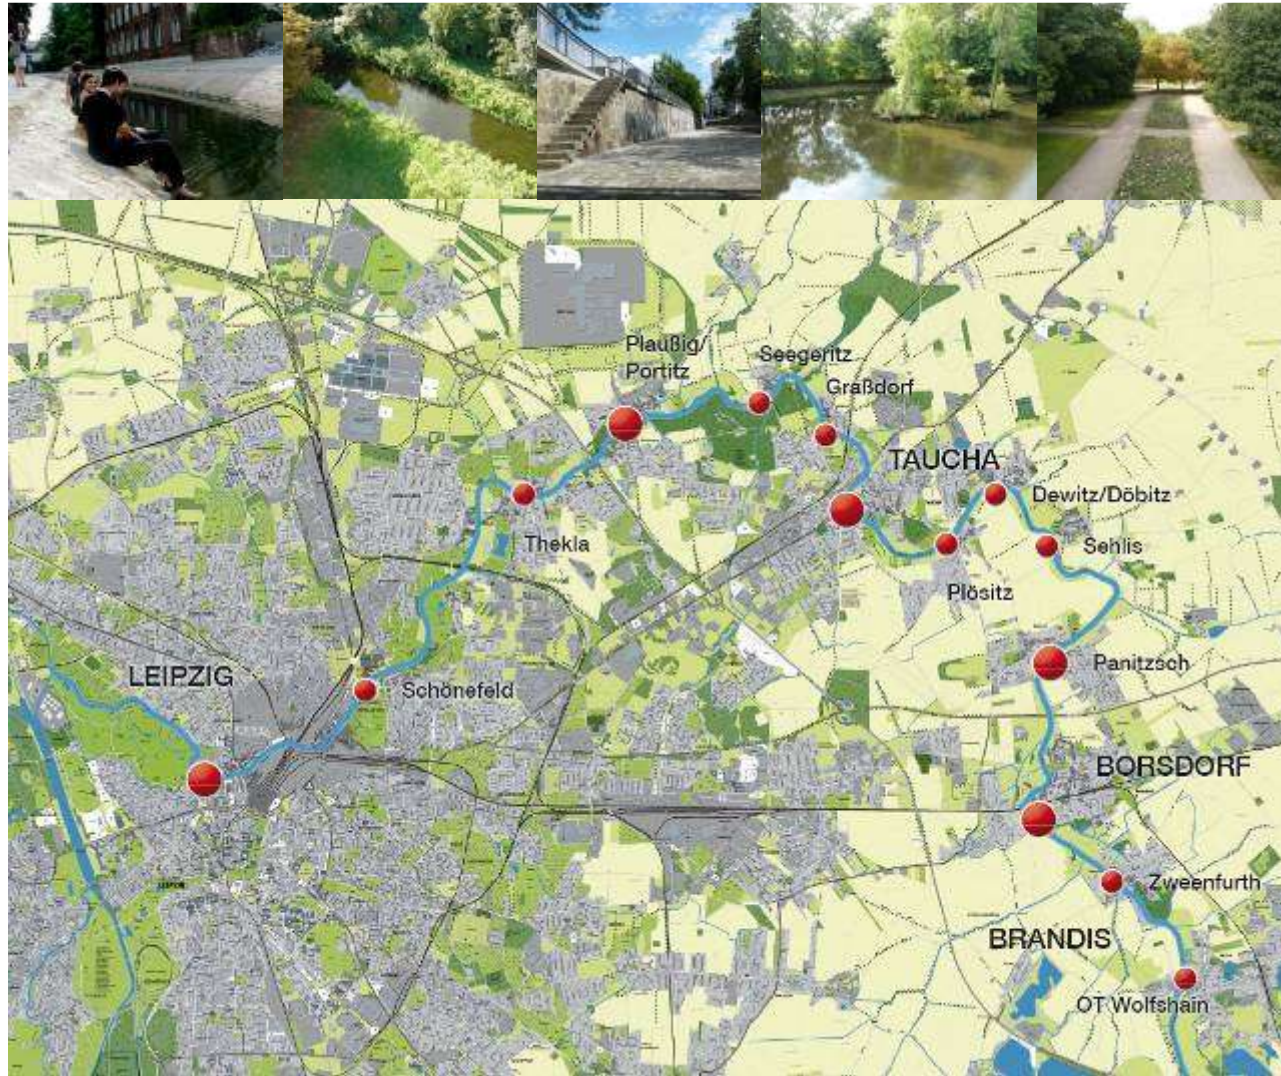 Plaußig/
Portitz
Seegeritz
Graßdorf
TAUCHA
Dewitz/Döbitz
Thekla
Sehlis
Plösitz
Panitzsch
LEIPZIG
Schönefeld
BORSDORF
Zweenfurth
BRANDIS
OT Wolfshain